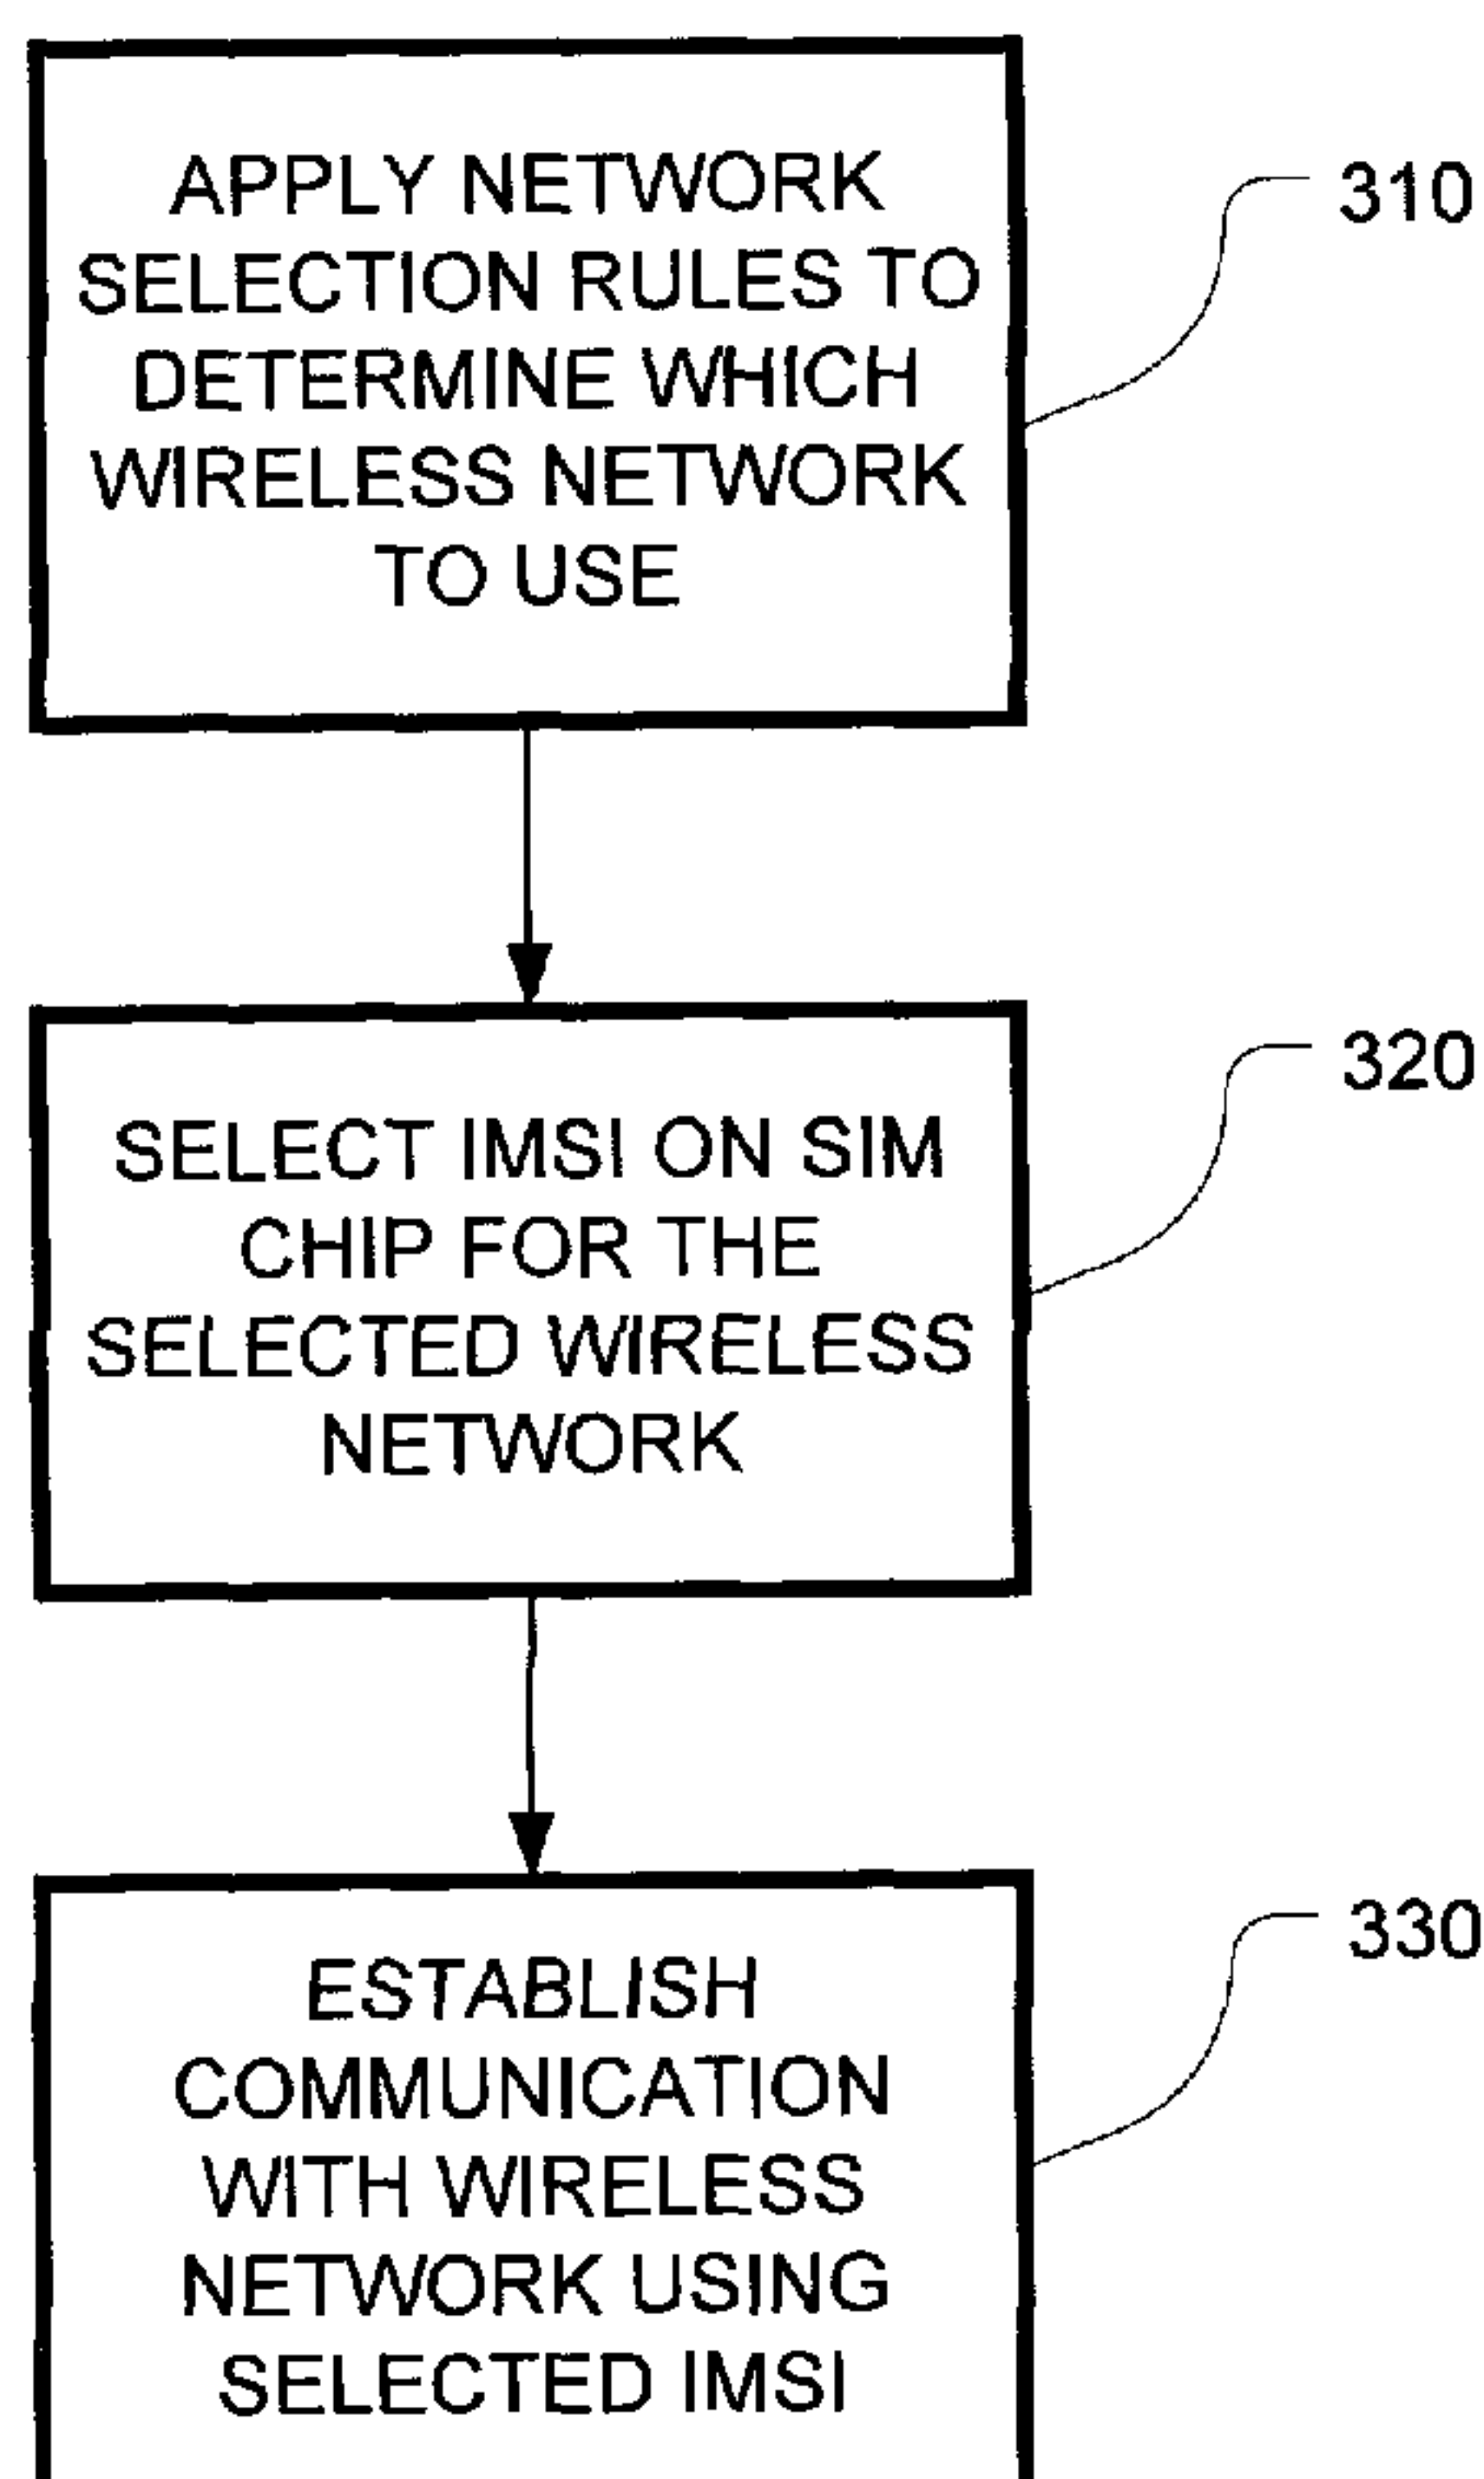 APPLY NETWORK
SELECTION RULES TO
DETERMINE WHICH
WIRELESS NETWORK
TO USE
310
SELECT IMSI ON SIM
CHIP FOR THE
SELECTED WIRELESS
NETWORK
320
ESTABLISH
COMMUNICATION
WITH WIRELESS
NETWORK USING
SELECTED IMSI
330